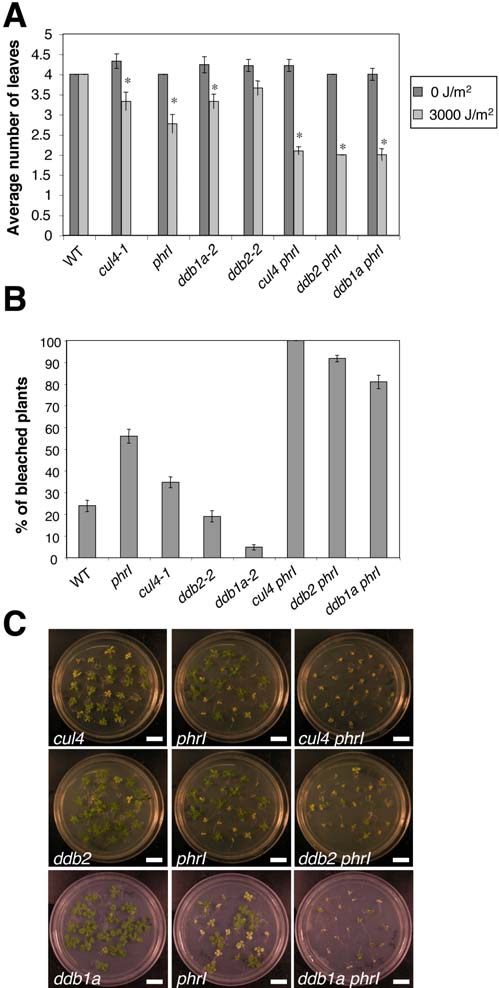 A
Average number of leaves
5
4.5
4
3.5
3
2.5
2
1.5
1
0.5
0
* * * * * *
0 J/m²
3000 J/m²
WT cul4-1 phrI ddb1a-2 ddb2-2 cul4 phrI ddb2 phrI ddb1a phrI
B
% of bleached plants
100
90
80
70
60
50
40
30
20
10
0
WT phrI cul4-1 ddb2-2 ddb1a-2 cul4 phrI ddb2 phrI ddb1a phrI
C
cul4 phrI cul4 phrI
ddb2 phrI ddb2 phrI
ddb1a phrI ddb1a phrI